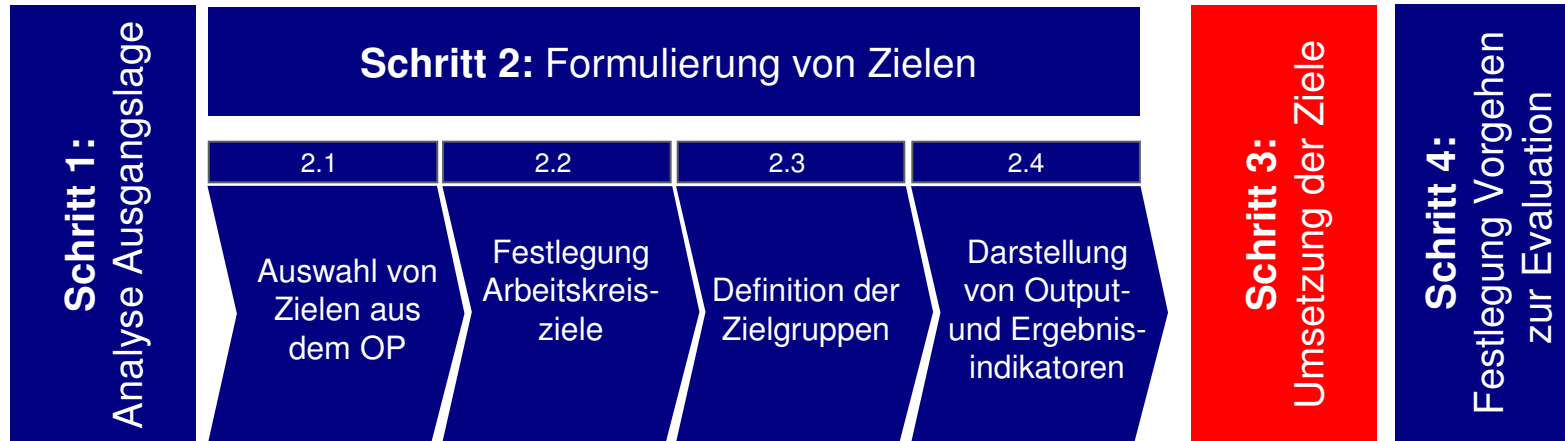 Schritt 1:
Analyse Ausgangslage
Schritt 2: Formulierung von Zielen
2.1
Auswahl von
Zielen aus
dem OP
2.2
Festlegung
Arbeitskreis-
ziele
2.3
Definition der
Zielgruppen
2.4
Darstellung
von Output-
und Ergebnis-
indikatoren
Schritt 3:
Umsetzung der Ziele
Schritt 4:
Festlegung Vorgehen
zur Evaluation